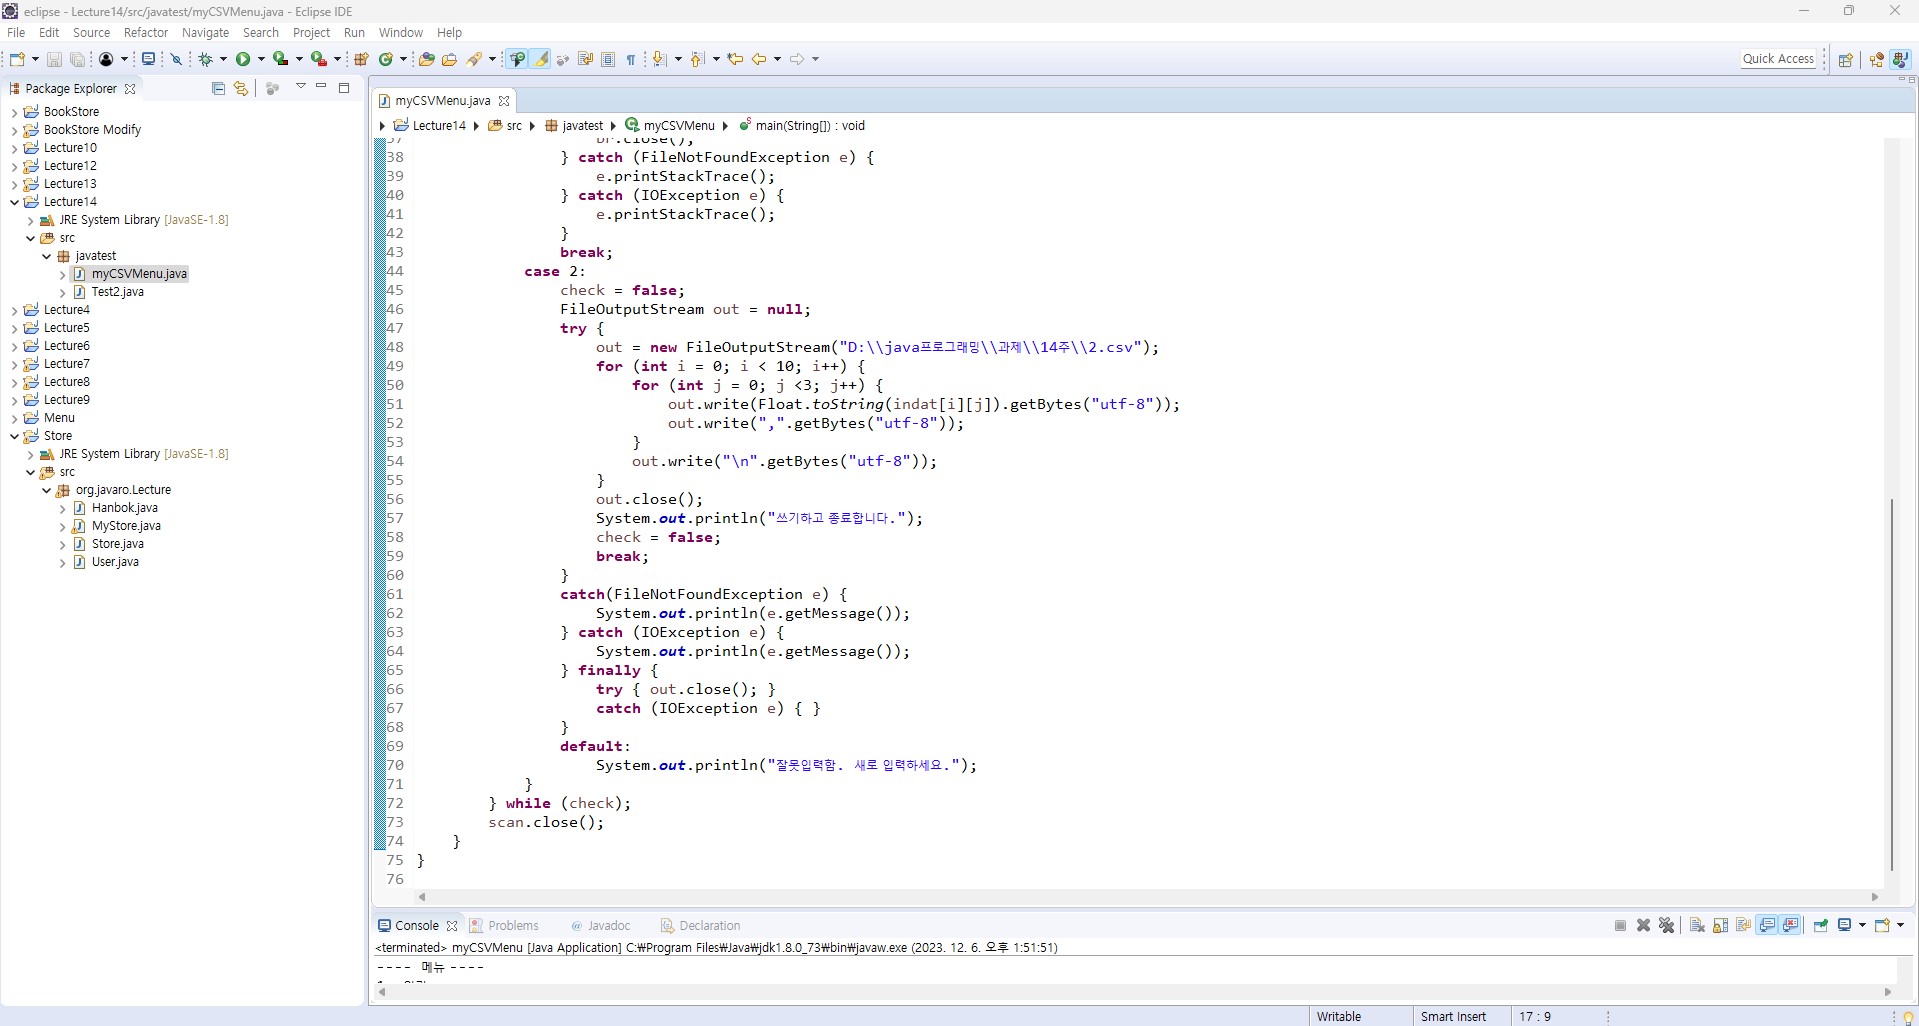 eclipse - Lecture14/src/javatest/myCSVMenu.java - Eclipse IDE
File Edit Source Refactor Navigate Search Project Run Window Help
Quick Access
Package Explorer
BookStore
BookStore Modify
Lecture10
Lecture12
Lecture13
Lecture14
JRE System Library [JavaSE-1.8]
src
javatest
myCSVMenu.java
Test2.java
Lecture4
Lecture5
Lecture6
Lecture7
Lecture8
Lecture9
Menu
Store
JRE System Library [JavaSE-1.8]
src
org.javaro.Lecture
Hanbok.java
MyStore.java
Store.java
User.java
myCSVMenu.java
Lecture14 src javatest myCSVMenu main(String[]) : void
37 br.close();
38 } catch (FileNotFoundException e) {
39 e.printStackTrace();
40 } catch (IOException e) {
41 e.printStackTrace();
42 }
43 break;
44 case 2:
45 check = false;
46 FileOutputStream out = null;
47 try {
48 out = new FileOutputStream("D:\\java프로그래밍\\과제\\14주\\2.csv");
49 for (int i = 0; i < 10; i++) {
50 for (int j = 0; j <3; j++) {
51 out.write(Float.toString(indat[i][j]).getBytes("utf-8"));
52 out.write(",".getBytes("utf-8"));
53 }
54 out.write("\n".getBytes("utf-8"));
55 }
56 out.close();
57 System.out.println("쓰기하고 종료합니다.");
58 check = false;
59 break;
60 }
61 catch(FileNotFoundException e) {
62 System.out.println(e.getMessage());
63 } catch (IOException e) {
64 System.out.println(e.getMessage());
65 } finally {
66 try { out.close(); }
67 catch (IOException e) { }
68 }
69 default:
70 System.out.println("잘못입력함. 새로 입력하세요.");
71 }
72 } while (check);
73 scan.close();
74 }
75 }
76
Console Problems @ Javadoc Declaration
<terminated> myCSVMenu [Java Application] C:₩Program Files₩Java₩jdk1.8.0_73₩bin₩javaw.exe (2023. 12. 6. 오후 1:51:51)
---- 메뉴 ----
Writable Smart Insert 17 : 9